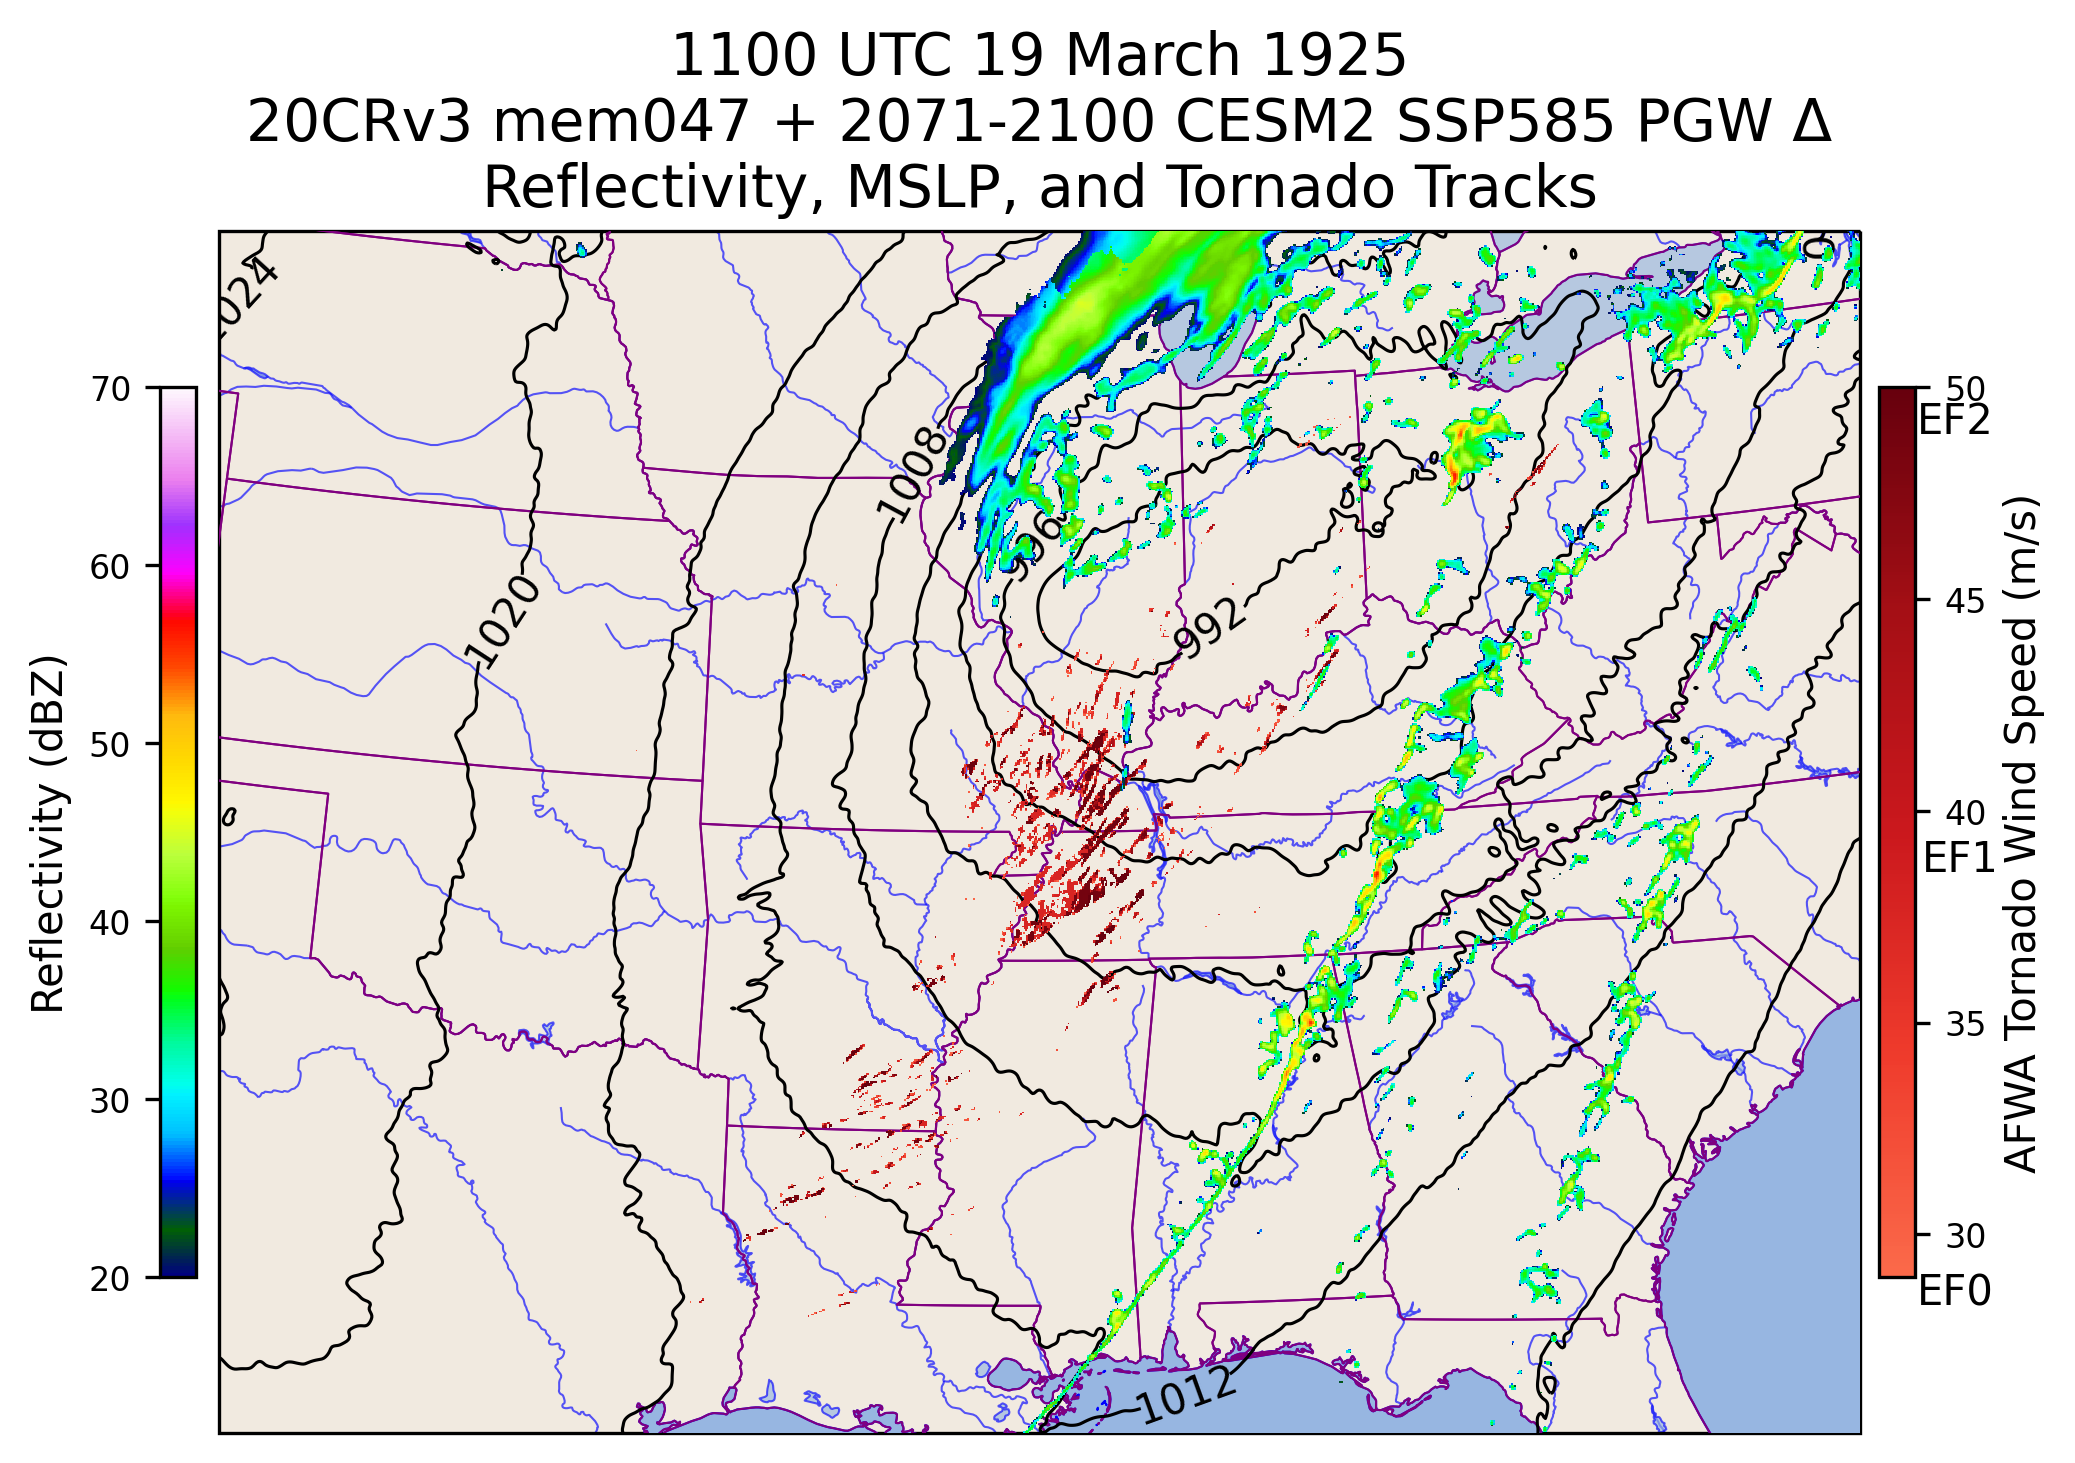 1100 UTC 19 March 1925
20CRv3 mem047 + 2071-2100 CESM2 SSP585 PGW Δ
Reflectivity, MSLP, and Tornado Tracks
1024
1020
1008
996
992
1012
0
70
60
50
40
30
20
Reflectivity (dBZ)
50
EF2
45
40
EF1
35
30
EF0
AFWA Tornado Wind Speed (m/s)